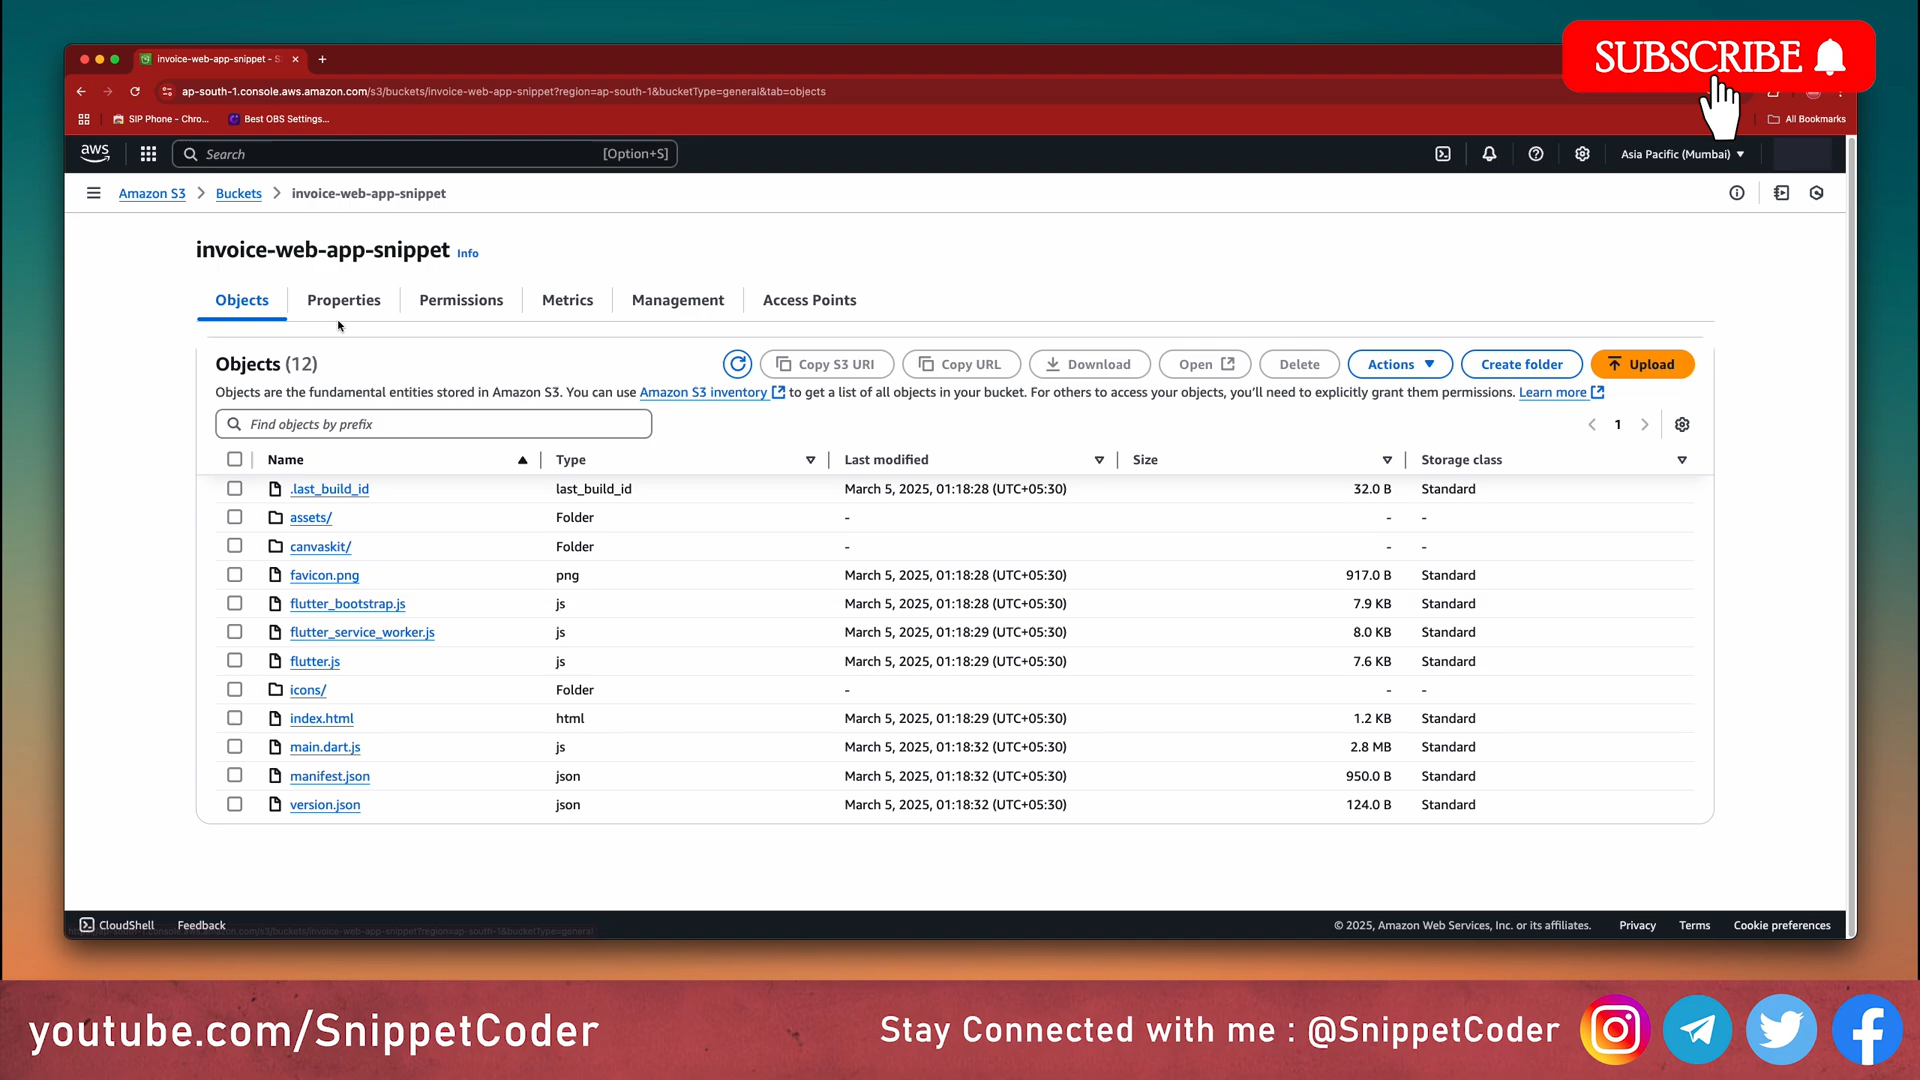 SUBSCRIBE
invoice-web-app-snippet - S
ap-south-1.console.aws.amazon.com/s3/buckets/invoice-web-app-snippet?region=ap-south-1&bucketType=general&tab=objects
SIP Phone - Chro...
Best OBS Settings...
All Bookmarks
aws
Search
[Option+S]
Asia Pacific (Mumbai)
Amazon S3
Buckets
invoice-web-app-snippet
invoice-web-app-snippet Info
Objects
Properties
Permissions
Metrics
Management
Access Points
Objects (12)
Copy S3 URI
Copy URL
Download
Open
Delete
Actions
Create folder
Upload
Objects are the fundamental entities stored in Amazon S3. You can use Amazon S3 inventory to get a list of all objects in your bucket. For others to access your objects, you'll need to explicitly grant them permissions. Learn more
Find objects by prefix
1
Name Type Last modified Size Storage class
.last_build_id last_build_id March 5, 2025, 01:18:28 (UTC+05:30) 32.0 B Standard
assets/ Folder - - -
canvaskit/ Folder - - -
favicon.png png March 5, 2025, 01:18:28 (UTC+05:30) 917.0 B Standard
flutter_bootstrap.js js March 5, 2025, 01:18:28 (UTC+05:30) 7.9 KB Standard
flutter_service_worker.js js March 5, 2025, 01:18:29 (UTC+05:30) 8.0 KB Standard
flutter.js js March 5, 2025, 01:18:29 (UTC+05:30) 7.6 KB Standard
icons/ Folder - - -
index.html html March 5, 2025, 01:18:29 (UTC+05:30) 1.2 KB Standard
main.dart.js js March 5, 2025, 01:18:32 (UTC+05:30) 2.8 MB Standard
manifest.json json March 5, 2025, 01:18:32 (UTC+05:30) 950.0 B Standard
version.json json March 5, 2025, 01:18:32 (UTC+05:30) 124.0 B Standard
CloudShell
Feedback
© 2025, Amazon Web Services, Inc. or its affiliates.
Privacy
Terms
Cookie preferences
youtube.com/SnippetCoder
Stay Connected with me : @SnippetCoder